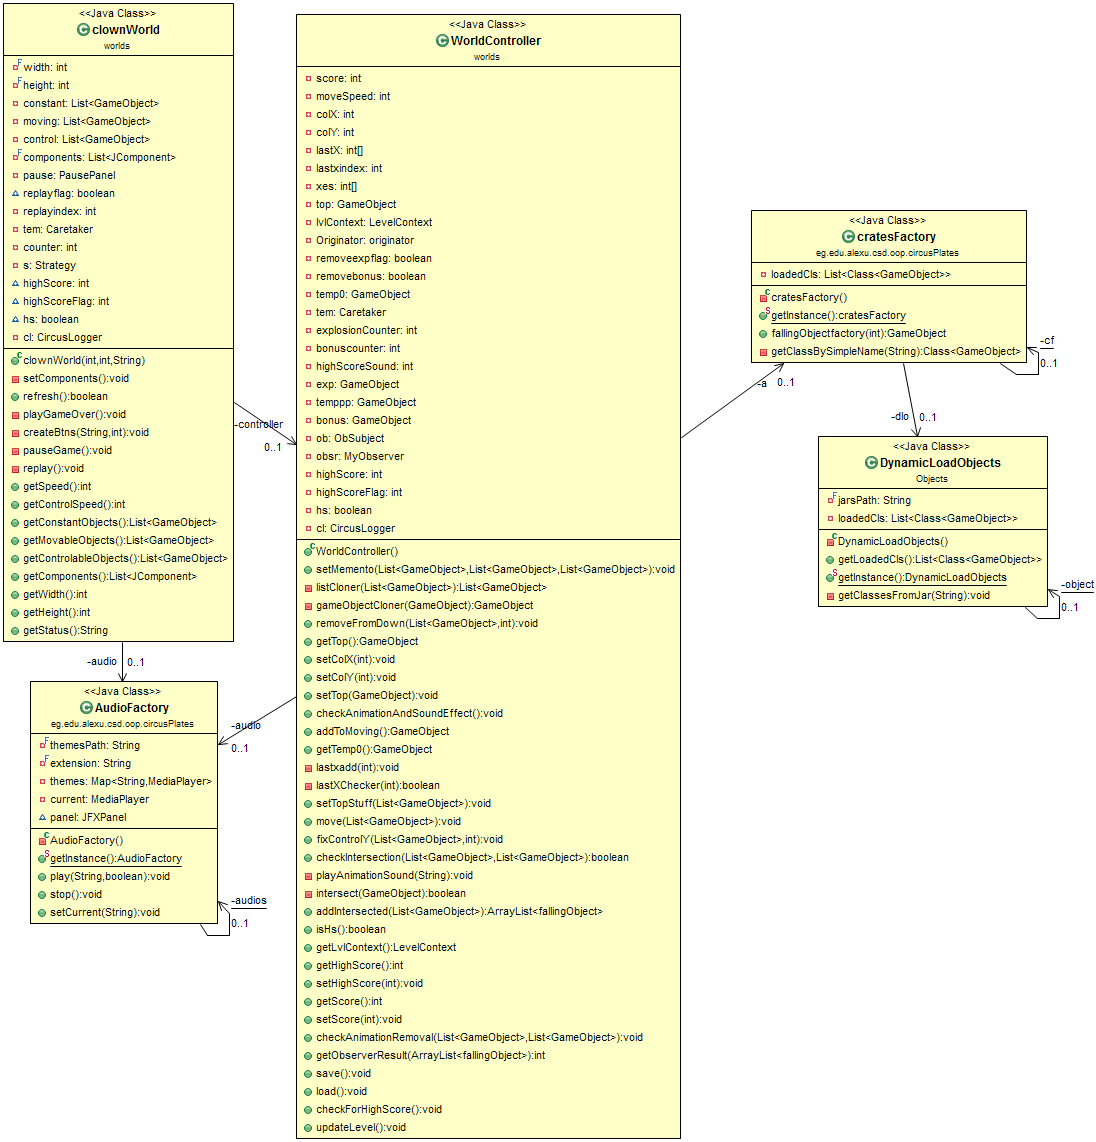 <<Java Class>>
clownWorld
worlds
width: int
height: int
constant: List<GameObject>
moving: List<GameObject>
control: List<GameObject>
components: List<JComponent>
pause: PausePanel
replayflag: boolean
replayindex: int
tem: Caretaker
counter: int
s: Strategy
highScore: int
highScoreFlag: int
hs: boolean
cl: CircusLogger
clownWorld(int,int,String)
setComponents():void
refresh():boolean
playGameOver():void
createBtns(String,int):void
pauseGame():void
replay():void
getSpeed():int
getControlSpeed():int
getConstantObjects():List<GameObject>
getMovableObjects():List<GameObject>
getControlableObjects():List<GameObject>
getComponents():List<JComponent>
getWidth():int
getHeight():int
getStatus():String
-controller
0..1
-audio
0..1
<<Java Class>>
AudioFactory
eg.edu.alexu.csd.oop.circusPlates
themesPath: String
extension: String
themes: Map<String,MediaPlayer>
current: MediaPlayer
panel: JFXPanel
AudioFactory()
getInstance():AudioFactory
play(String,boolean):void
stop():void
setCurrent(String):void
-audios
0..1
<<Java Class>>
WorldController
worlds
score: int
moveSpeed: int
colX: int
colY: int
lastX: int[]
lastxindex: int
xes: int[]
top: GameObject
lvlContext: LevelContext
Originator: originator
removeexpflag: boolean
removebonus: boolean
temp0: GameObject
tem: Caretaker
explosionCounter: int
bonuscounter: int
highScoreSound: int
exp: GameObject
temppp: GameObject
bonus: GameObject
ob: ObSubject
obsr: MyObserver
highScore: int
highScoreFlag: int
hs: boolean
cl: CircusLogger
WorldController()
setMemento(List<GameObject>,List<GameObject>,List<GameObject>):void
listCloner(List<GameObject>):List<GameObject>
gameObjectCloner(GameObject):GameObject
removeFromDown(List<GameObject>,int):void
getTop():GameObject
setColX(int):void
setColY(int):void
setTop(GameObject):void
checkAnimationAndSoundEffect():void
addToMoving():GameObject
getTemp0():GameObject
lastxadd(int):void
lastXChecker(int):boolean
setTopStuff(List<GameObject>):void
move(List<GameObject>):void
fixControlY(List<GameObject>,int):void
checkIntersection(List<GameObject>,List<GameObject>):boolean
playAnimationSound(String):void
intersect(GameObject):boolean
addIntersected(List<GameObject>):ArrayList<fallingObject>
isHs():boolean
getLvlContext():LevelContext
getHighScore():int
setHighScore(int):void
getScore():int
setScore(int):void
checkAnimationRemoval(List<GameObject>,List<GameObject>):void
getObserverResult(ArrayList<fallingObject>):int
save():void
load():void
checkForHighScore():void
updateLevel():void
-audio
0..1
-a
0..1
<<Java Class>>
cratesFactory
eg.edu.alexu.csd.oop.circusPlates
loadedCls: List<Class<GameObject>>
cratesFactory()
getInstance():cratesFactory
fallingObjectfactory(int):GameObject
getClassBySimpleName(String):Class<GameObject>
-cf
0..1
-dlo
0..1
<<Java Class>>
DynamicLoadObjects
Objects
jarsPath: String
loadedCls: List<Class<GameObject>>
DynamicLoadObjects()
getLoadedCls():List<Class<GameObject>>
getInstance():DynamicLoadObjects
getClassesFromJar(String):void
-object
0..1